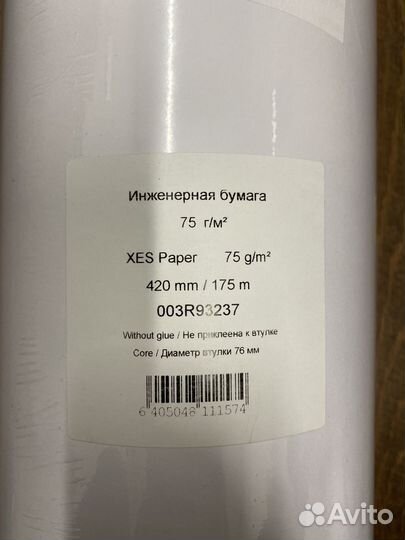 Инженерная бумага
75 г/м²
XES Paper 75 g/m²
420 mm / 175 m
003R93237
Without glue / Не приклеена к втулке
Core / Диаметр втулки 76 мм
6 405048 111574
Avito